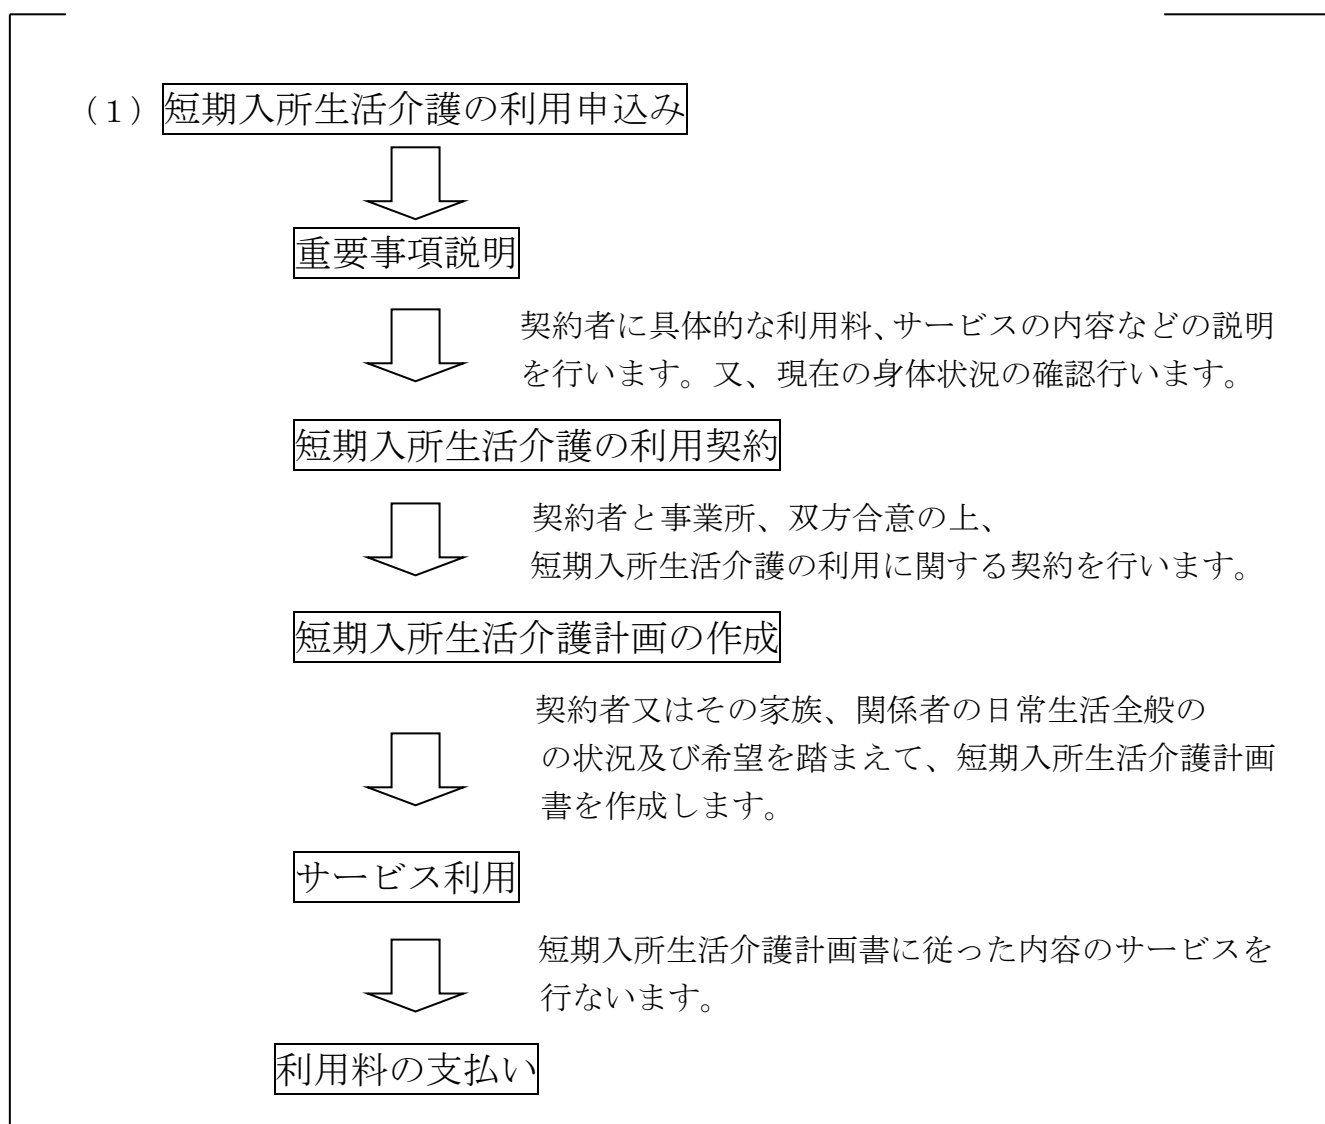 （１）短期入所生活介護の利用申込み
重要事項説明
契約者に具体的な利用料、サービスの内容などの説明
を行います。又、現在の身体状況の確認行います。
短期入所生活介護の利用契約
契約者と事業所、双方合意の上、
短期入所生活介護の利用に関する契約を行います。
短期入所生活介護計画の作成
契約者又はその家族、関係者の日常生活全般の
の状況及び希望を踏まえて、短期入所生活介護計画
書を作成します。
サービス利用
短期入所生活介護計画書に従った内容のサービスを
行ないます。
利用料の支払い